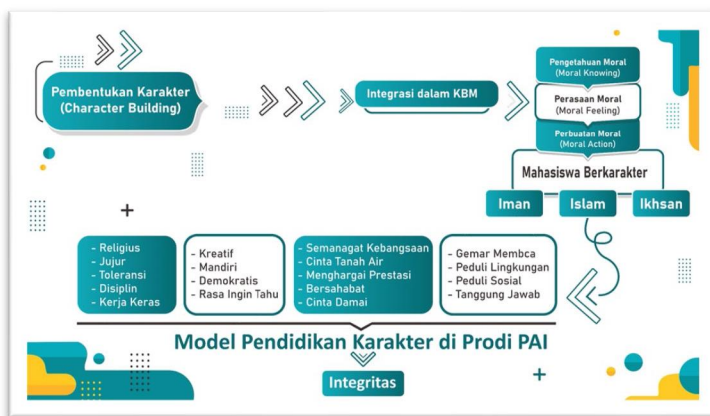 Pembentukan Karakter
(Character Building)
Integrasi dalam KBM
Pengetahuan Moral
(Moral Knowing)
Perasaan Moral
(Moral Feeling)
Perbuatan Moral
(Moral Action)
Mahasiswa Berkarakter
Iman
Islam
Ikhsan
- Religius
- Jujur
- Toleransi
- Disiplin
- Kerja Keras
- Kreatif
- Mandiri
- Demokratis
- Rasa Ingin Tahu
- Semanagat Kebangsaan
- Cinta Tanah Air
- Menghargai Prestasi
- Bersahabat
- Cinta Damai
- Gemar Membca
- Peduli Lingkungan
- Peduli Sosial
- Tanggung Jawab
Model Pendidikan Karakter di Prodi PAI
Integritas